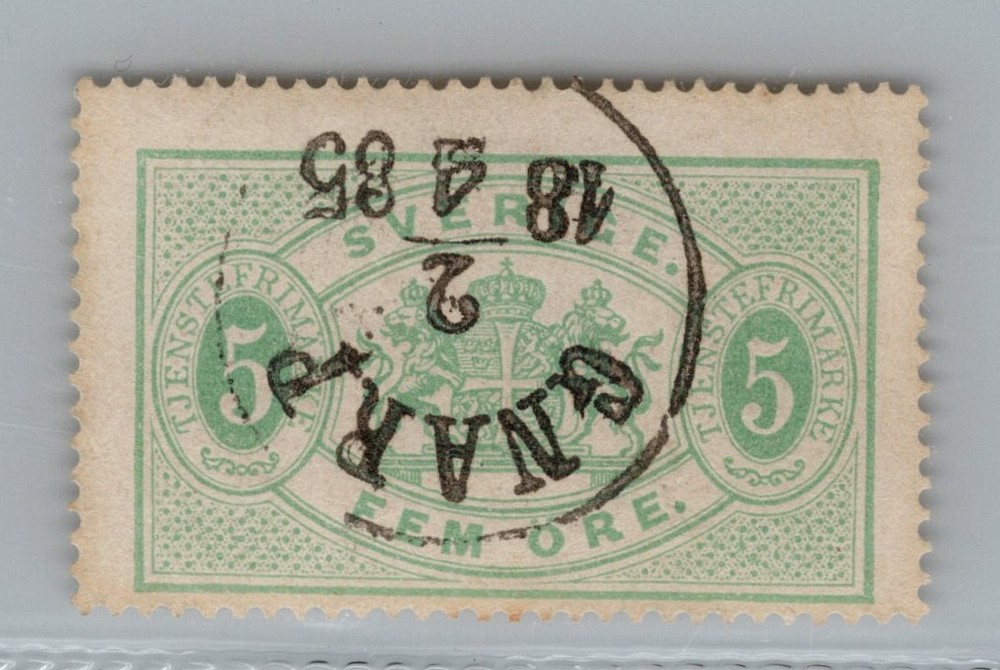 SVERIGE.
TJENSTEFRIMÄRKE
5
TJENSTEFRIMÄRKE
5
FEM ÖRE.
GNARP
2
18 4 85